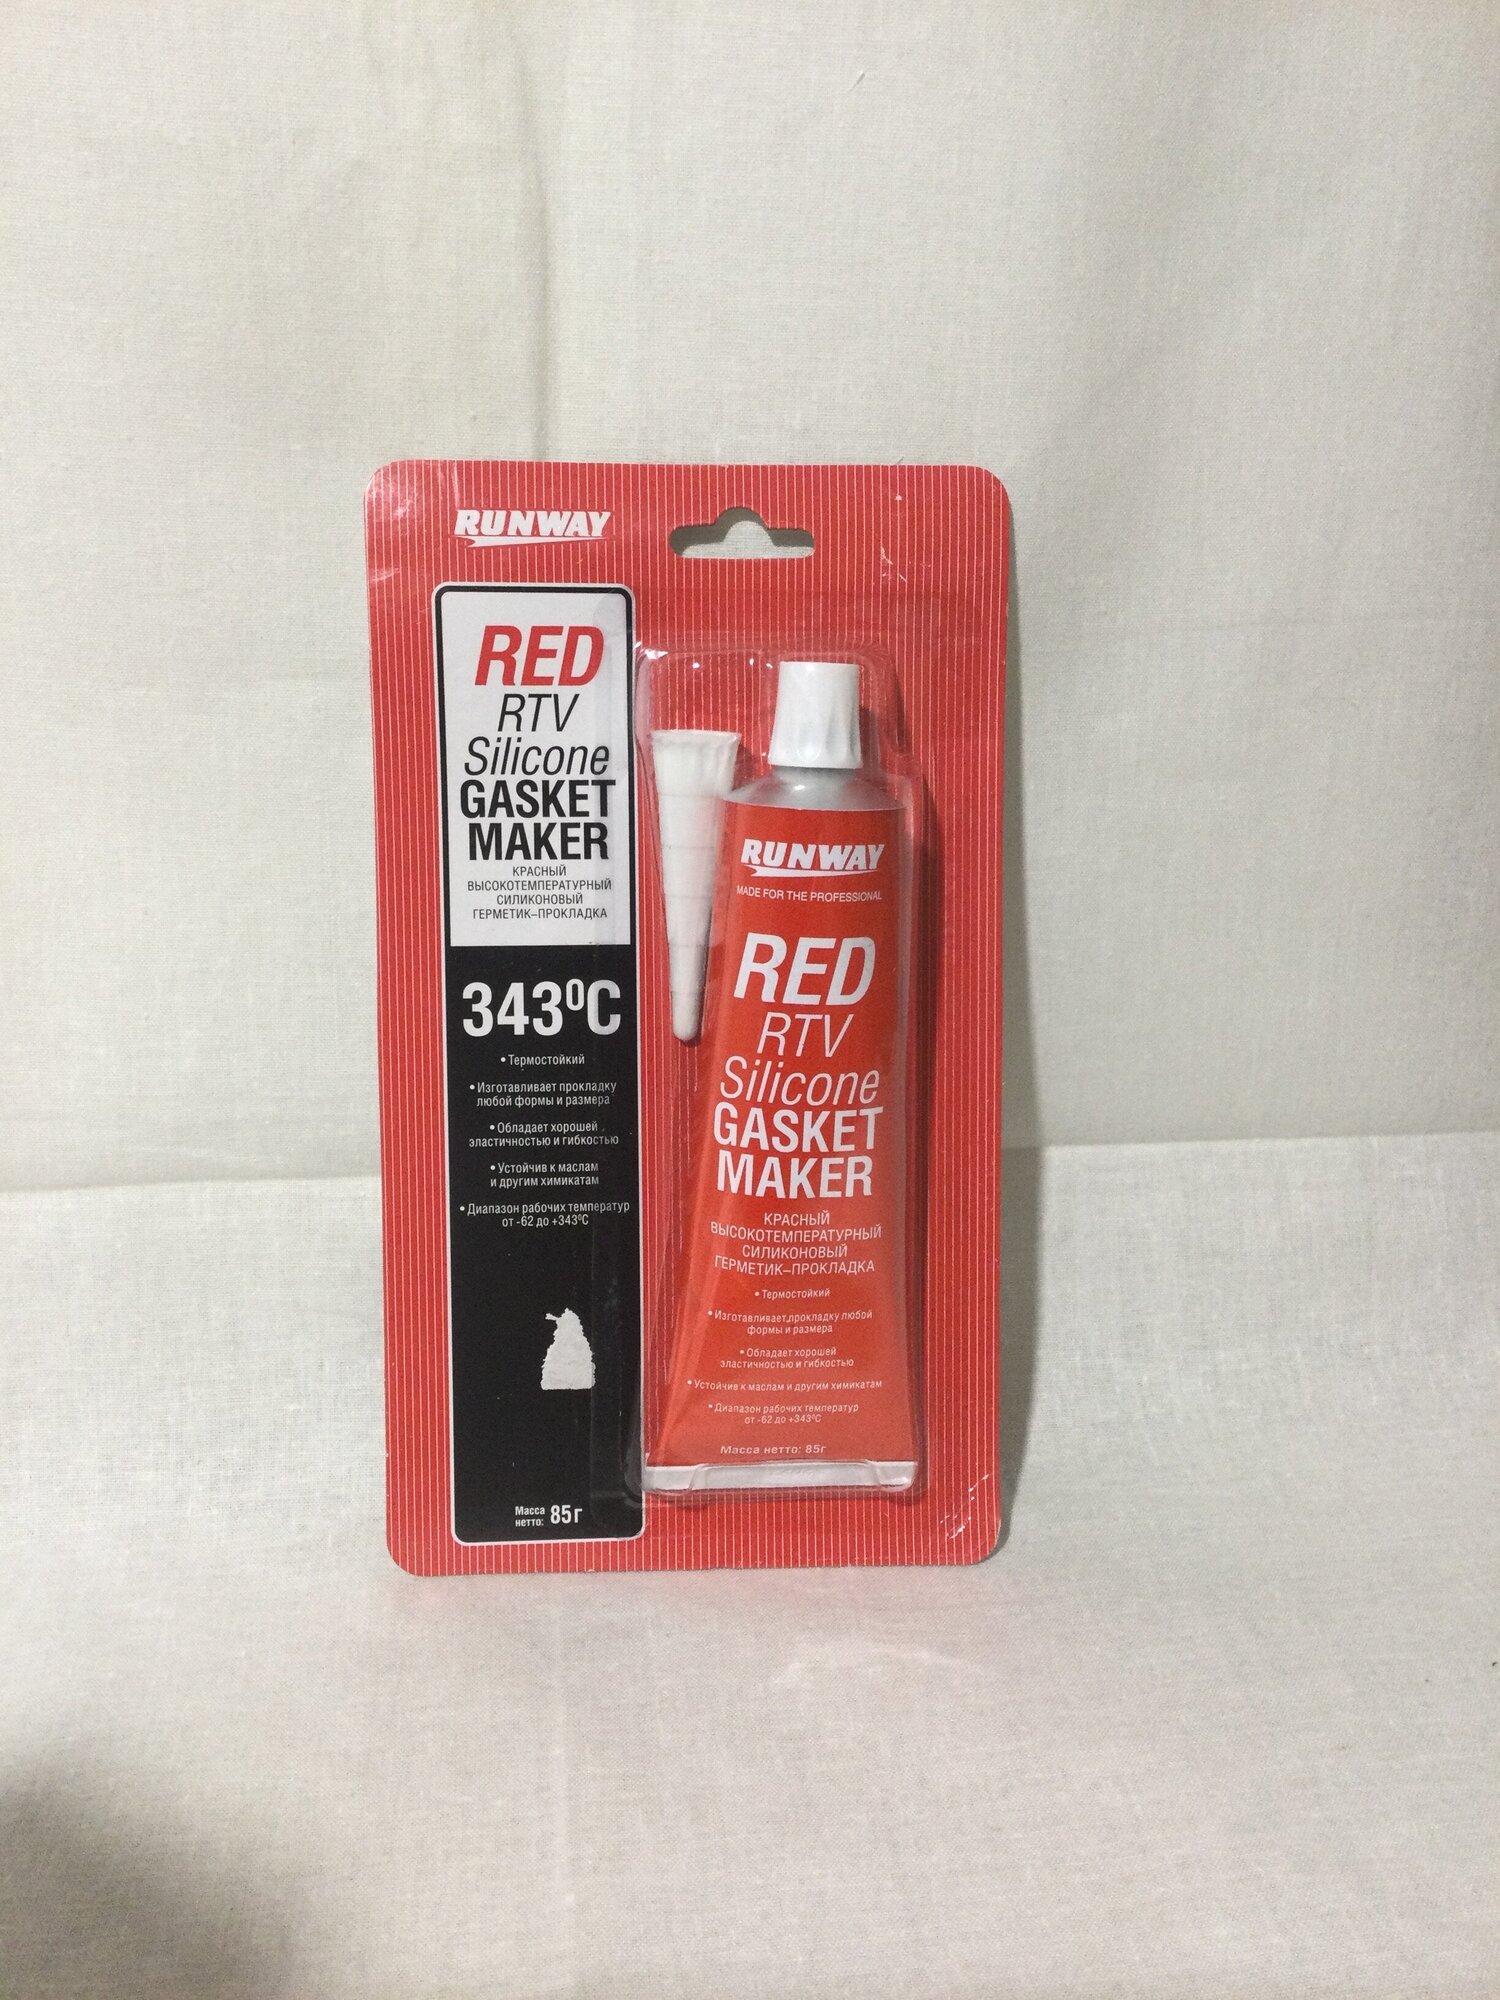 RUNWAY
RED
RTV
Silicone
GASKET
MAKER
КРАСНЫЙ
ВЫСОКОТЕМПЕРАТУРНЫЙ
СИЛИКОНОВЫЙ
ГЕРМЕТИК–ПРОКЛАДКА
343⁰C
• Термостойкий
• Изготавливает прокладку
любой формы и размера
• Обладает хорошей
эластичностью и гибкостью
• Устойчив к маслам
и другим химикатам
• Диапазон рабочих температур
от -62 до +343⁰C
Масса
нетто: 85г
RUNWAY
MADE FOR THE PROFESSIONAL
RED
RTV
Silicone
GASKET
MAKER
КРАСНЫЙ
ВЫСОКОТЕМПЕРАТУРНЫЙ
СИЛИКОНОВЫЙ
ГЕРМЕТИК–ПРОКЛАДКА
• Термостойкий
• Изготавливает прокладку любой
формы и размера
• Обладает хорошей
эластичностью и гибкостью
• Устойчив к маслам и другим химикатам
• Диапазон рабочих температур
от -62 до +343⁰C
Масса нетто: 85г